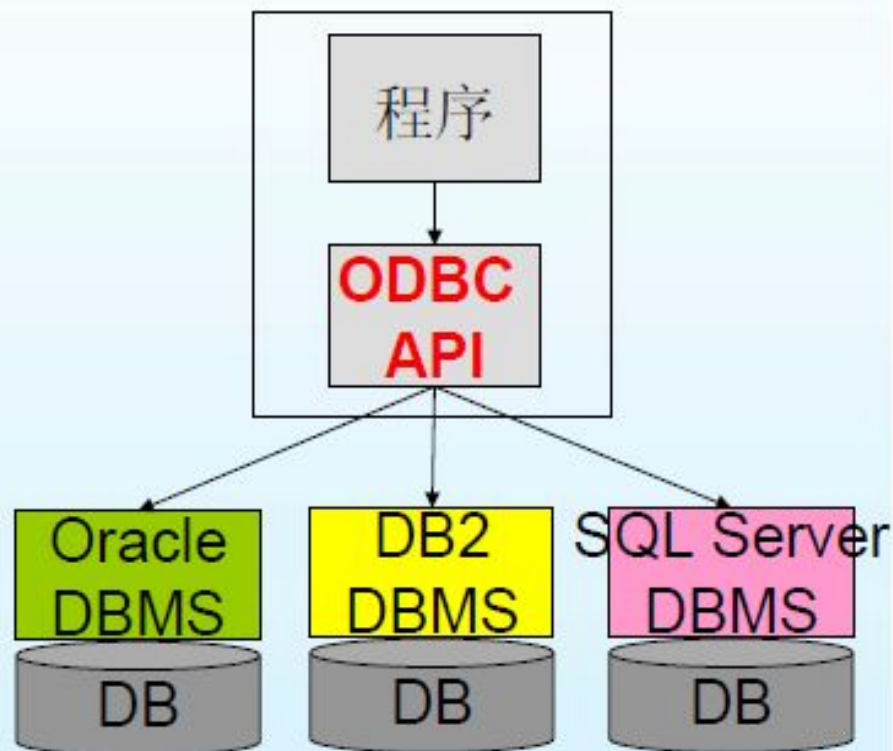 程序
ODBC
API
Oracle
DBMS
DB2
DBMS
SQL Server
DBMS
DB
DB
DB